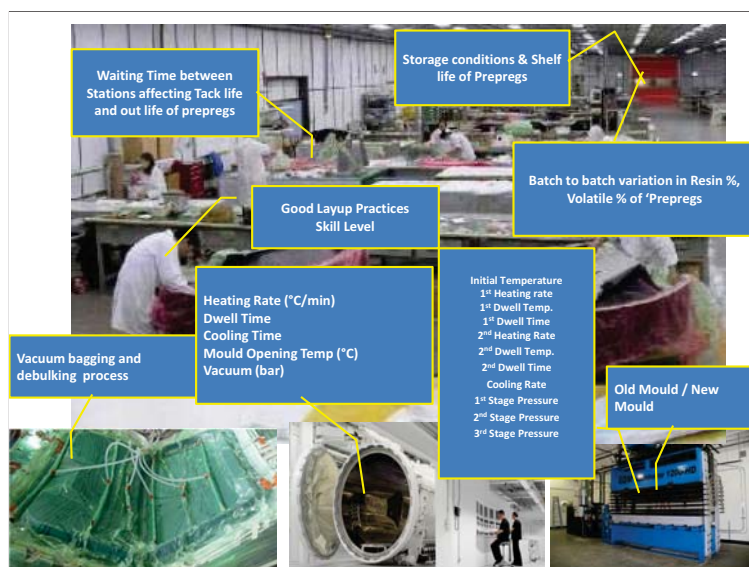 Waiting Time between
Stations affecting Tack life
and out life of prepregs
Storage conditions & Shelf
life of Prepregs
Batch to batch variation in Resin %,
Volatile % of ‘Prepregs
Good Layup Practices
Skill Level
Heating Rate (°C/min)
Dwell Time
Cooling Time
Mould Opening Temp (°C)
Vacuum (bar)
Initial Temperature
1st Heating rate
1st Dwell Temp.
1st Dwell Time
2nd Heating Rate
2nd Dwell Temp.
2nd Dwell Time
Cooling Rate
1st Stage Pressure
2nd Stage Pressure
3rd Stage Pressure
Vacuum bagging and
debulking process
Old Mould / New
Mould